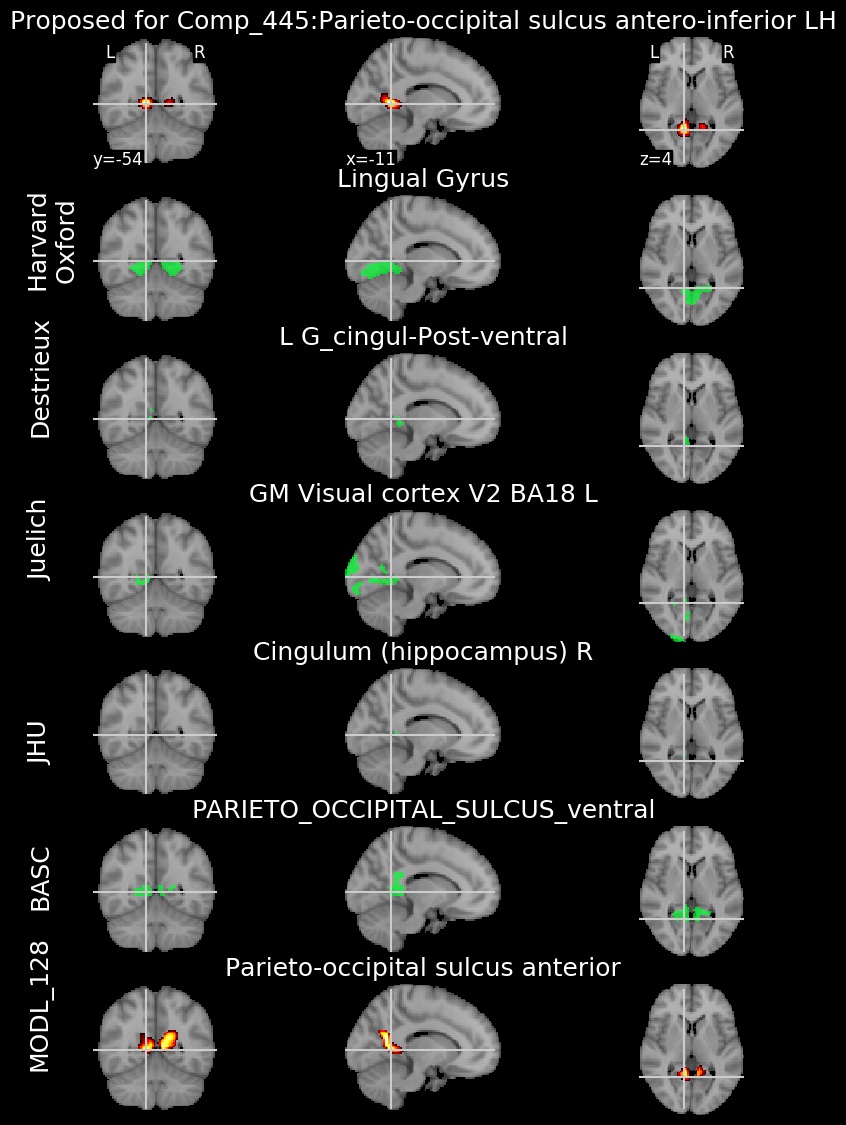 Proposed for Comp_445:Parieto-occipital sulcus antero-inferior LH
L R
L R
y=-54
x=-11
z=4
Lingual Gyrus
Harvard
Oxford
L G_cingul-Post-ventral
Destrieux
GM Visual cortex V2 BA18 L
Juelich
Cingulum (hippocampus) R
JHU
PARIETO_OCCIPITAL_SULCUS_ventral
BASC
Parieto-occipital sulcus anterior
MODL_128